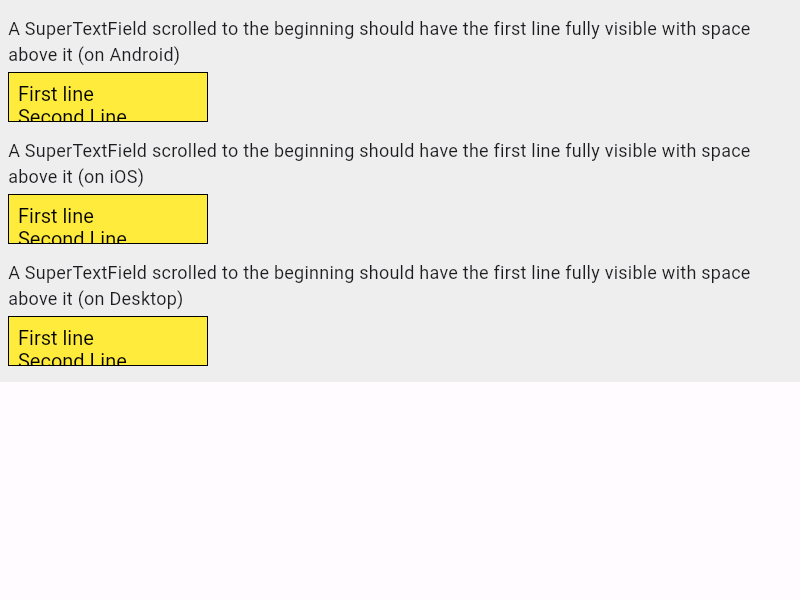 A SuperTextField scrolled to the beginning should have the first line fully visible with space
above it (on Android)
First line
Second Line
A SuperTextField scrolled to the beginning should have the first line fully visible with space
above it (on iOS)
First line
Second Line
A SuperTextField scrolled to the beginning should have the first line fully visible with space
above it (on Desktop)
First line
Second Line